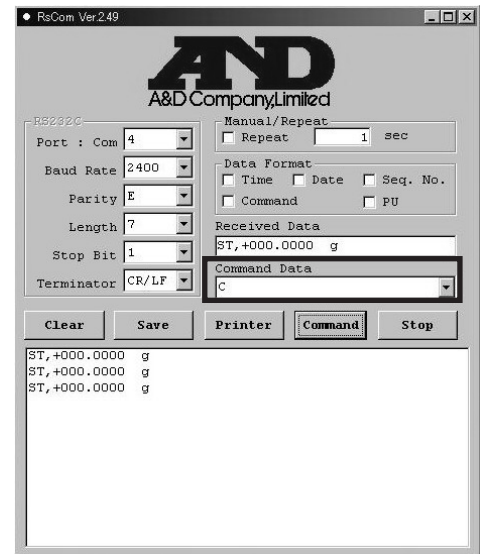 RsCom Ver.2.49
AND
A&D Company,Limited
RS232C
Port : Com 4
Baud Rate 2400
Parity E
Length 7
Stop Bit 1
Terminator CR/LF
Manual/Repeat
Repeat 1 sec
Data Format
Time Date Seq. No.
Command PU
Received Data
ST,+000.0000 g
Command Data
C
Clear Save Printer Command Stop
ST,+000.0000 g
ST,+000.0000 g
ST,+000.0000 g